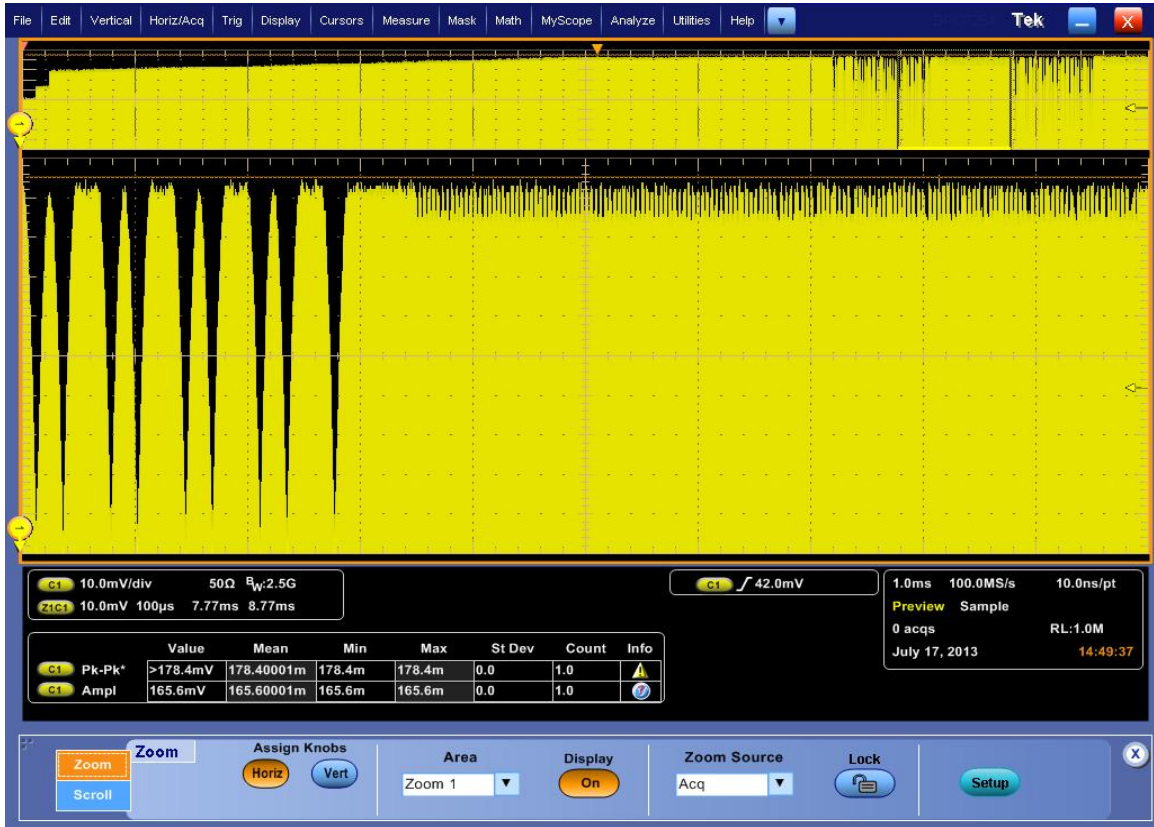 File Edit Vertical Horiz/Acq Trig Display Cursors Measure Mask Math MyScope Analyze Utilities Help Tek X
C1 10.0mV/div 50Ω BW:2.5G
Z1C1 10.0mV 100µs 7.77ms 8.77ms
C1 42.0mV
1.0ms 100.0MS/s 10.0ns/pt
Preview Sample
0 acqs RL:1.0M
July 17, 2013 14:49:37
Value Mean Min Max St Dev Count Info
C1 Pk-Pk* >178.4mV 178.40001m 178.4m 178.4m 0.0 1.0
C1 Ampl 165.6mV 165.60001m 165.6m 165.6m 0.0 1.0
Zoom
Scroll
Zoom
Assign Knobs
Horiz Vert
Area
Zoom 1
Display
On
Zoom Source
Acq
Lock
Setup
X